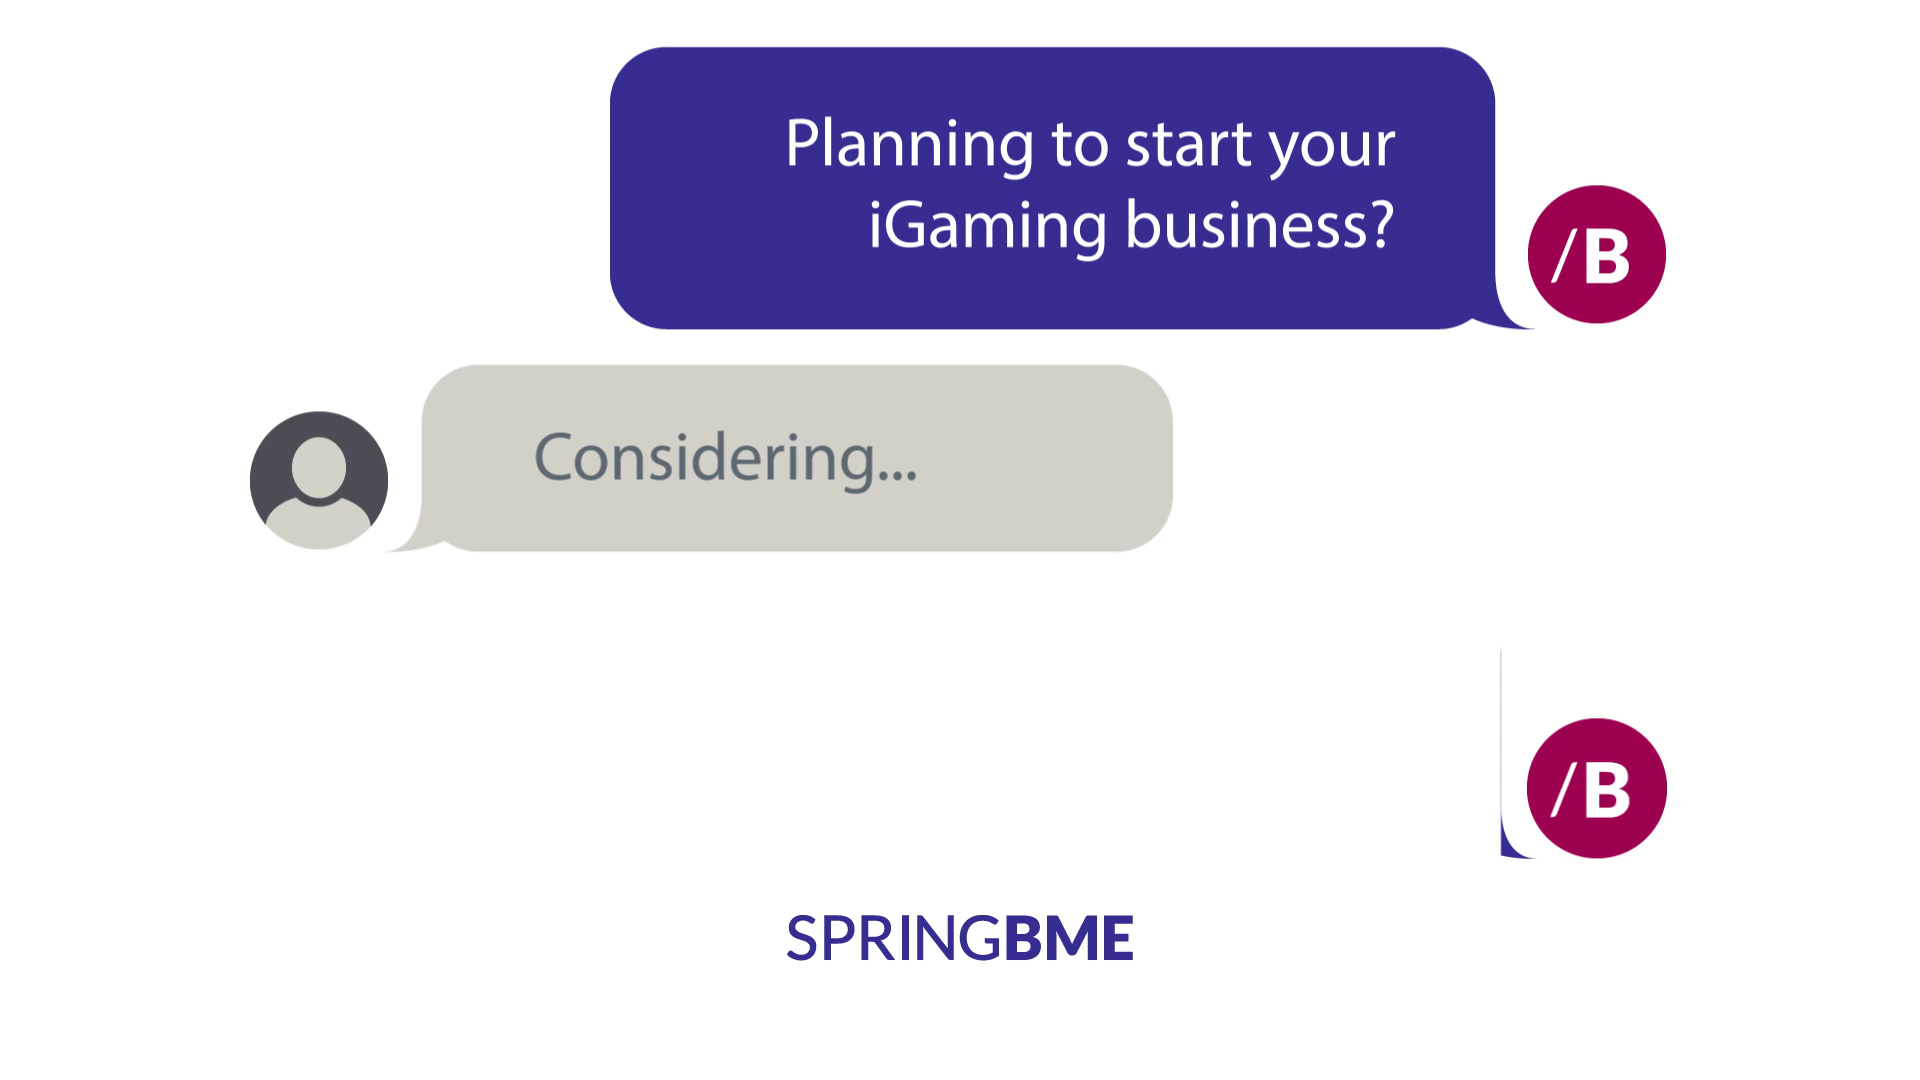 Planning to start your
iGaming business?
/B
Considering...
/B
SPRINGBME